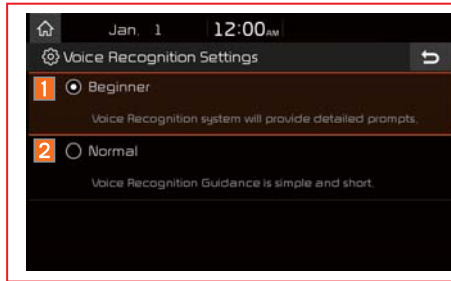 Jan. 1 12:00AM
Voice Recognition Settings
1 Beginner
Voice Recognition system will provide detailed prompts.
2 Normal
Voice Recognition Guidance is simple and short.